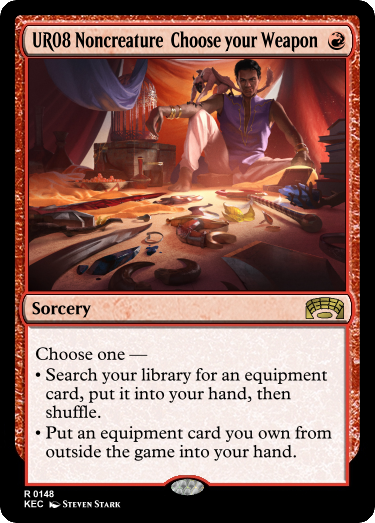 UR08 Noncreature  Choose your Weapon
Sorcery
Choose one —
• Search your library for an equipment
card, put it into your hand, then
shuffle.
• Put an equipment card you own from
outside the game into your hand.
R 0148
KEC STEVEN STARK